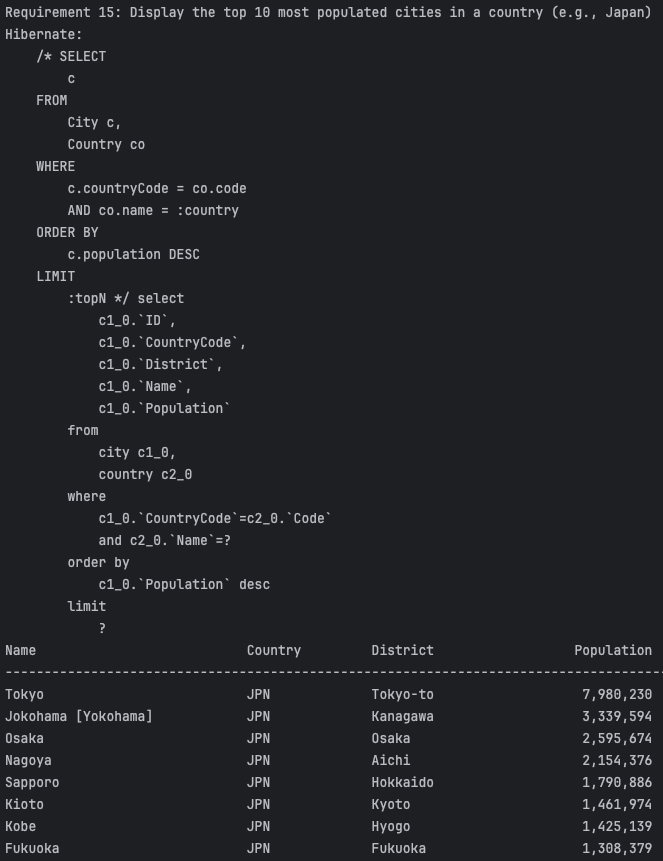 Requirement 15: Display the top 10 most populated cities in a country (e.g., Japan)
Hibernate:
    /* SELECT
        c
    FROM
        City c,
        Country co
    WHERE
        c.countryCode = co.code
        AND co.name = :country
    ORDER BY
        c.population DESC
    LIMIT
        :topN */ select
            c1_0.`ID`,
            c1_0.`CountryCode`,
            c1_0.`District`,
            c1_0.`Name`,
            c1_0.`Population`
        from
            city c1_0,
            country c2_0
        where
            c1_0.`CountryCode`=c2_0.`Code`
            and c2_0.`Name`=?
        order by
            c1_0.`Population` desc
        limit
            ?
Name                           Country         District                  Population
-----------------------------------------------------------------------------------
Tokyo                          JPN             Tokyo-to                   7,980,230
Jokohama [Yokohama]            JPN             Kanagawa                   3,339,594
Osaka                          JPN             Osaka                      2,595,674
Nagoya                         JPN             Aichi                      2,154,376
Sapporo                        JPN             Hokkaido                   1,790,886
Kioto                          JPN             Kyoto                      1,461,974
Kobe                           JPN             Hyogo                      1,425,139
Fukuoka                        JPN             Fukuoka                    1,308,379